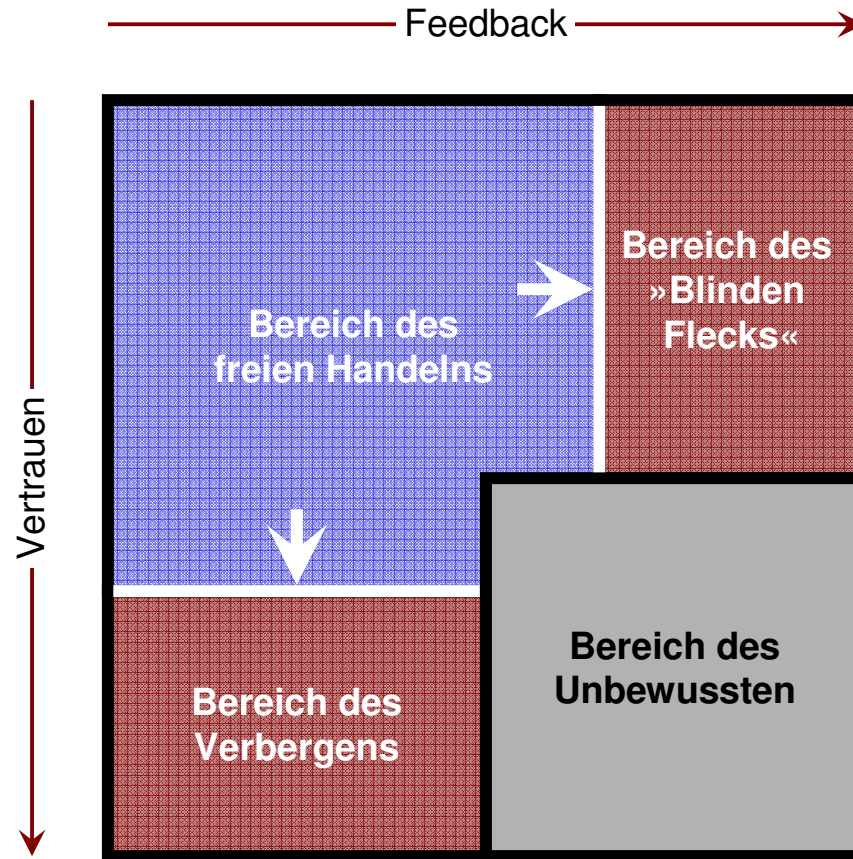 Feedback
Vertrauen
Bereich des
freien Handelns
Bereich des
»Blinden
Flecks«
Bereich des
Verbergens
Bereich des
Unbewussten